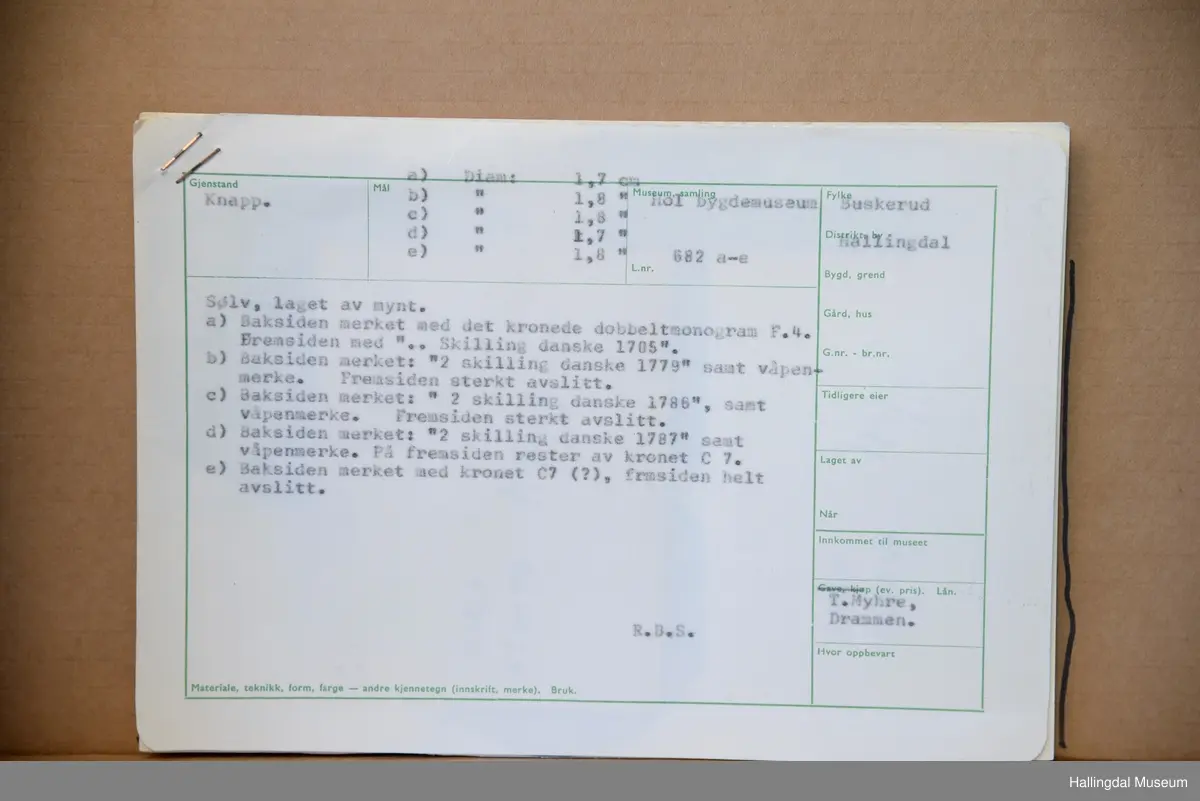 Gjenstand
Knapp.
Mål
a) Diam: 1,7 cm
b) " 1,8 "
c) " 1,8 "
d) " 1,7 "
e) " 1,8 "
Museum, samling
Hol bygdemuseum
L.nr. 682 a-e
Fylke
Buskerud
Distrikt, by
Hallingdal
Bygd, grend
Gård, hus
G.nr. - br.nr.
Tidligere eier
Laget av
Når
Innkommet til museet
Gave, kjøp (ev. pris). Lån.
T.Myhre,
Drammen.
Hvor oppbevart
Sølv, laget av mynt.
a) Baksiden merket med det kronede dobbeltmonogram F.4.
Fremsiden med ".. Skilling danske 1705".
b) Baksiden merket: "2 skilling danske 1779" samt våpen-
merke. Fremsiden sterkt avslitt.
c) Baksiden merket: " 2 skilling danske 1786", samt
våpenmerke. Fremsiden sterkt avslitt.
d) Baksiden merket: "2 skilling danske 1787" samt
våpenmerke. På fremsiden rester av kronet C 7.
e) Baksiden merket med kronet C7 (?), frmsiden helt
avslitt.
R.B.S.
Materiale, teknikk, form, farge — andre kjennetegn (innskrift, merke). Bruk.
Hallingdal Museum